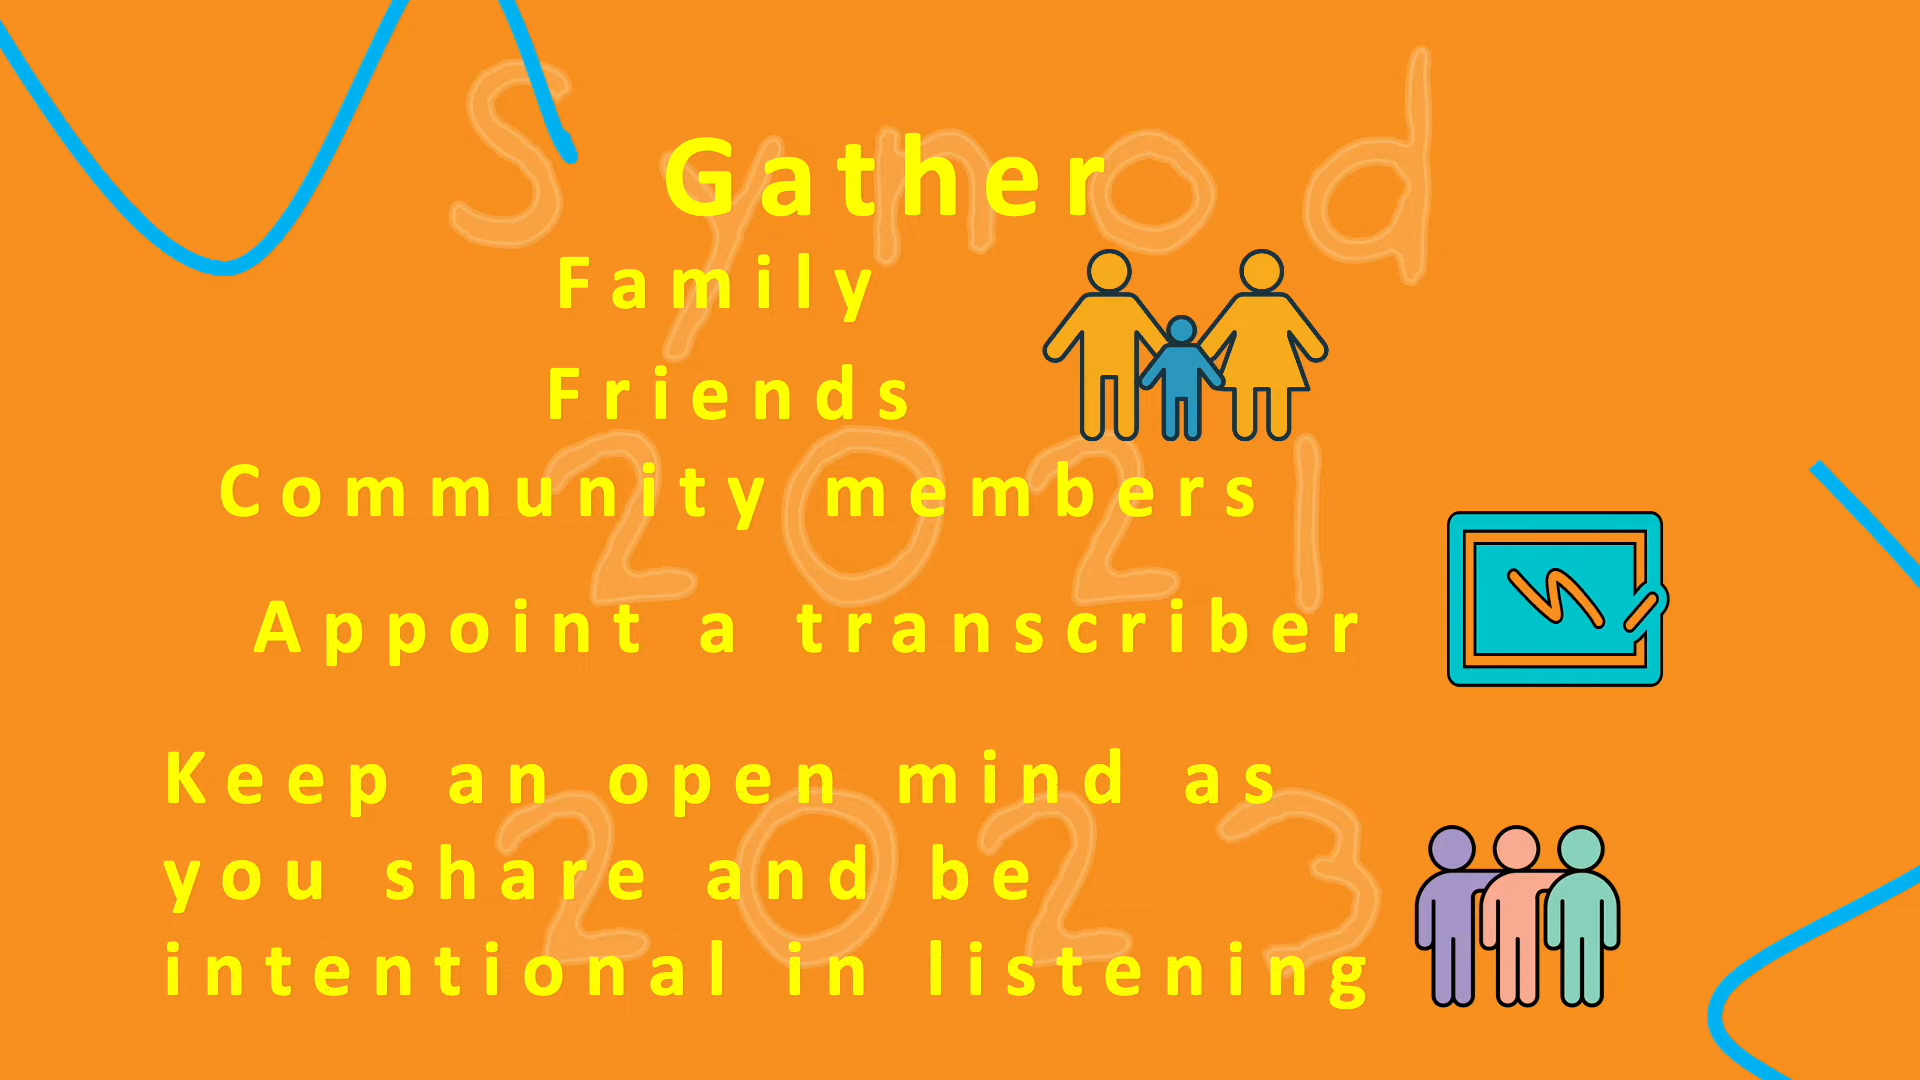 Synod
Gather
Family
Friends
2021
Community members
Appoint a transcriber
Keep an open mind as
2023
you share and be
intentional in listening